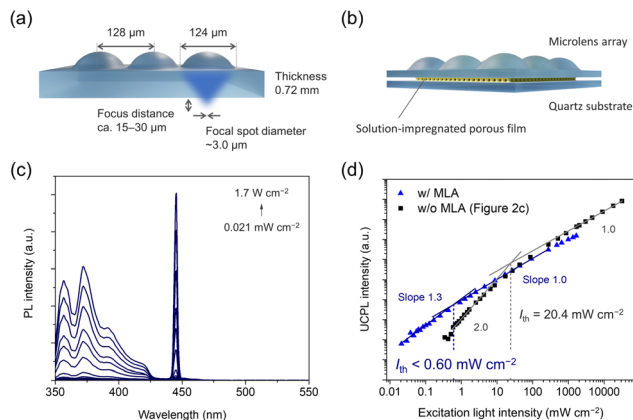 (a)
128 µm
124 µm
Thickness
0.72 mm
Focus distance
ca. 15–30 µm
Focal spot diameter
~3.0 µm
(b)
Microlens array
Quartz substrate
Solution-impregnated porous film
(c)
PL intensity (a.u.)
1.7 W cm⁻²
0.021 mW cm⁻²
350
400
450
500
550
Wavelength (nm)
(d)
UCPL intensity (a.u.)
w/ MLA
w/o MLA (Figure 2c)
1.0
Slope 1.0
Slope 1.3
2.0
Ith = 20.4 mW cm⁻²
Ith < 0.60 mW cm⁻²
0.01
0.1
1
10
100
1000
10000
Excitation light intensity (mW cm⁻²)